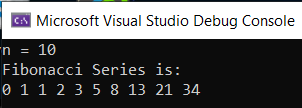 Microsoft Visual Studio Debug Console
n = 10
Fibonacci Series is:
0 1 1 2 3 5 8 13 21 34